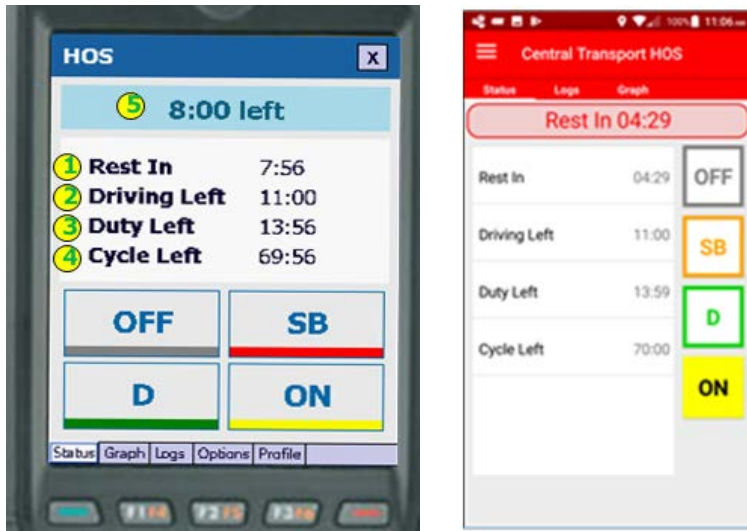 HOS X
5 8:00 left
1 Rest In 7:56
2 Driving Left 11:00
3 Duty Left 13:56
4 Cycle Left 69:56
OFF SB
D ON
Status Graph Logs Options Profile
100% 11:06
Central Transport HOS
Status Logs Graph
Rest In 04:29
Rest In 04:29 OFF
Driving Left 11:00 SB
Duty Left 13:59 D
Cycle Left 70:00 ON